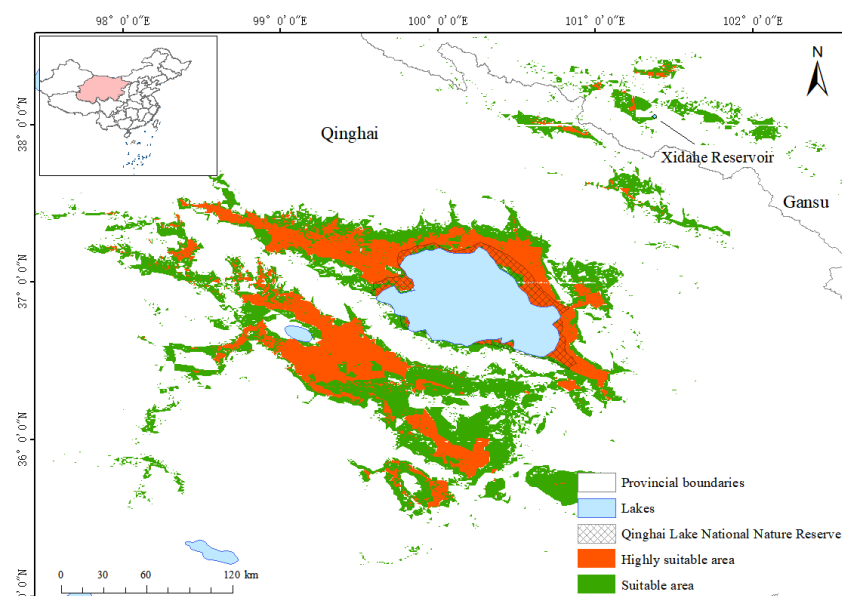 98° 0′0″E 99° 0′0″E 100° 0′0″E 101° 0′0″E 102° 0′0″E
N
38° 0′0″N
Qinghai
Xidahe Reservoir
Gansu
37° 0′0″N
36° 0′0″N
Provincial boundaries
Lakes
Qinghai Lake National Nature Reserve
Highly suitable area
Suitable area
0 30 60 120 km
0′0″N